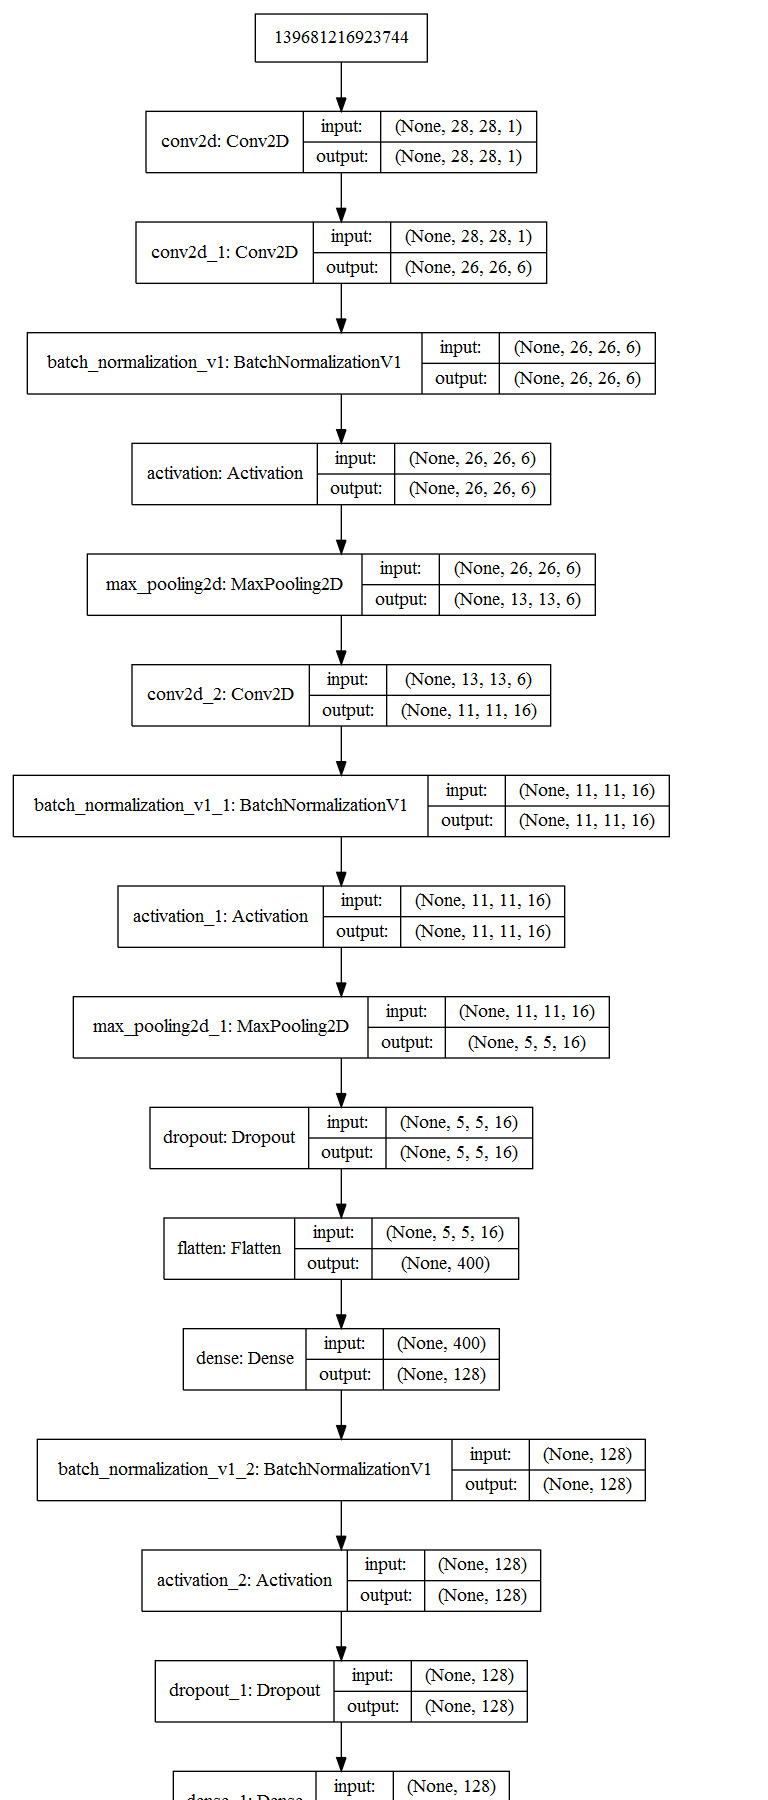 139681216923744
conv2d: Conv2D
input: (None, 28, 28, 1)
output: (None, 28, 28, 1)
conv2d_1: Conv2D
input: (None, 28, 28, 1)
output: (None, 26, 26, 6)
batch_normalization_v1: BatchNormalizationV1
input: (None, 26, 26, 6)
output: (None, 26, 26, 6)
activation: Activation
input: (None, 26, 26, 6)
output: (None, 26, 26, 6)
max_pooling2d: MaxPooling2D
input: (None, 26, 26, 6)
output: (None, 13, 13, 6)
conv2d_2: Conv2D
input: (None, 13, 13, 6)
output: (None, 11, 11, 16)
batch_normalization_v1_1: BatchNormalizationV1
input: (None, 11, 11, 16)
output: (None, 11, 11, 16)
activation_1: Activation
input: (None, 11, 11, 16)
output: (None, 11, 11, 16)
max_pooling2d_1: MaxPooling2D
input: (None, 11, 11, 16)
output: (None, 5, 5, 16)
dropout: Dropout
input: (None, 5, 5, 16)
output: (None, 5, 5, 16)
flatten: Flatten
input: (None, 5, 5, 16)
output: (None, 400)
dense: Dense
input: (None, 400)
output: (None, 128)
batch_normalization_v1_2: BatchNormalizationV1
input: (None, 128)
output: (None, 128)
activation_2: Activation
input: (None, 128)
output: (None, 128)
dropout_1: Dropout
input: (None, 128)
output: (None, 128)
dense_1: Dense
input: (None, 128)